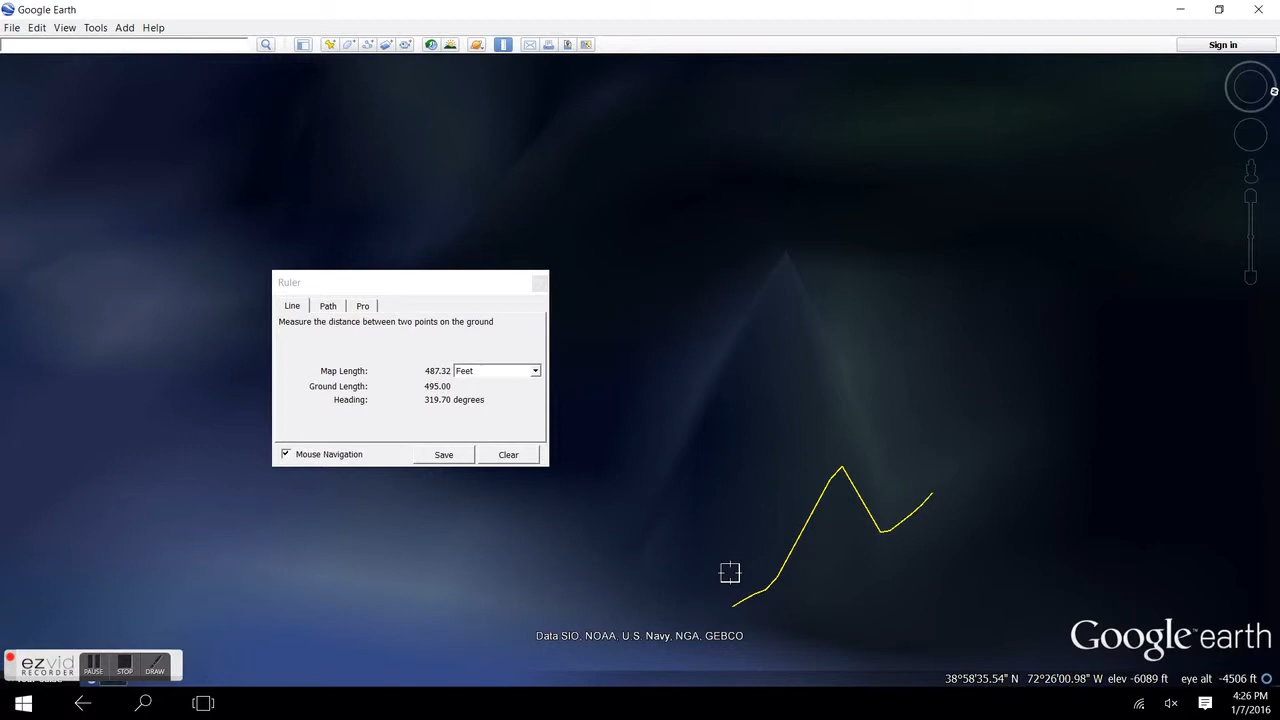 Google Earth
File Edit View Tools Add Help
Sign in
Ruler
Line Path Pro
Measure the distance between two points on the ground
Map Length: 487.32 Feet
Ground Length: 495.00
Heading: 319.70 degrees
Mouse Navigation Save Clear
Data SIO, NOAA, U.S. Navy, NGA, GEBCO
Google earth
ezvid
RECORDER
PAUSE STOP DRAW
38°58'35.54" N 72°26'00.98" W elev -6089 ft eye alt -4506 ft
4:26 PM
1/7/2016